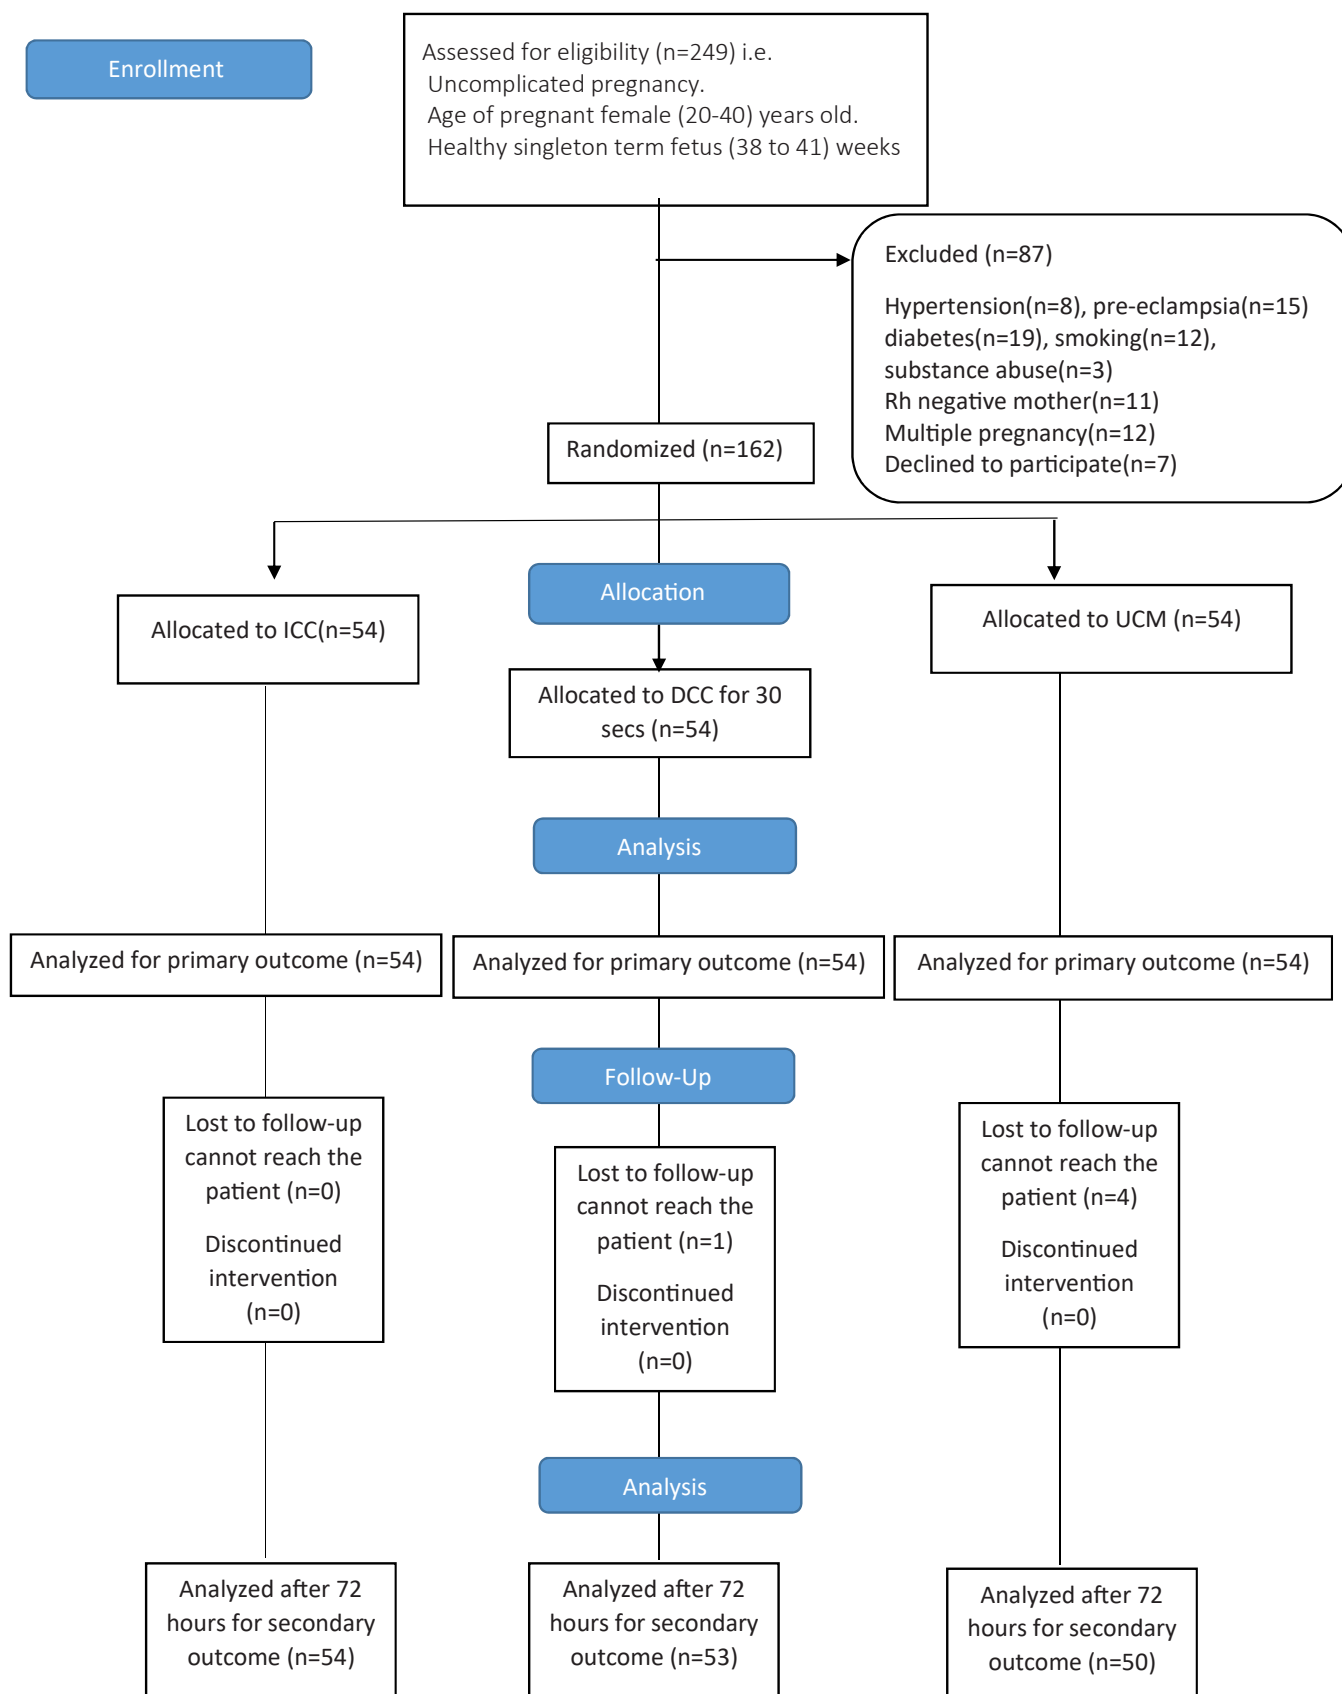 Enrollment
Assessed for eligibility (n=249) i.e.
Uncomplicated pregnancy.
Age of pregnant female (20-40) years old.
Healthy singleton term fetus (38 to 41) weeks
Excluded (n=87)
Hypertension(n=8), pre-eclampsia(n=15)
diabetes(n=19), smoking(n=12),
substance abuse(n=3)
Rh negative mother(n=11)
Multiple pregnancy(n=12)
Declined to participate(n=7)
Randomized (n=162)
Allocation
Allocated to ICC(n=54)
Allocated to DCC for 30
secs (n=54)
Allocated to UCM (n=54)
Analysis
Analyzed for primary outcome (n=54)
Analyzed for primary outcome (n=54)
Analyzed for primary outcome (n=54)
Follow-Up
Lost to follow-up
cannot reach the
patient (n=0)
Discontinued
intervention
(n=0)
Lost to follow-up
cannot reach the
patient (n=1)
Discontinued
intervention
(n=0)
Lost to follow-up
cannot reach the
patient (n=4)
Discontinued
intervention
(n=0)
Analysis
Analyzed after 72
hours for secondary
outcome (n=54)
Analyzed after 72
hours for secondary
outcome (n=53)
Analyzed after 72
hours for secondary
outcome (n=50)